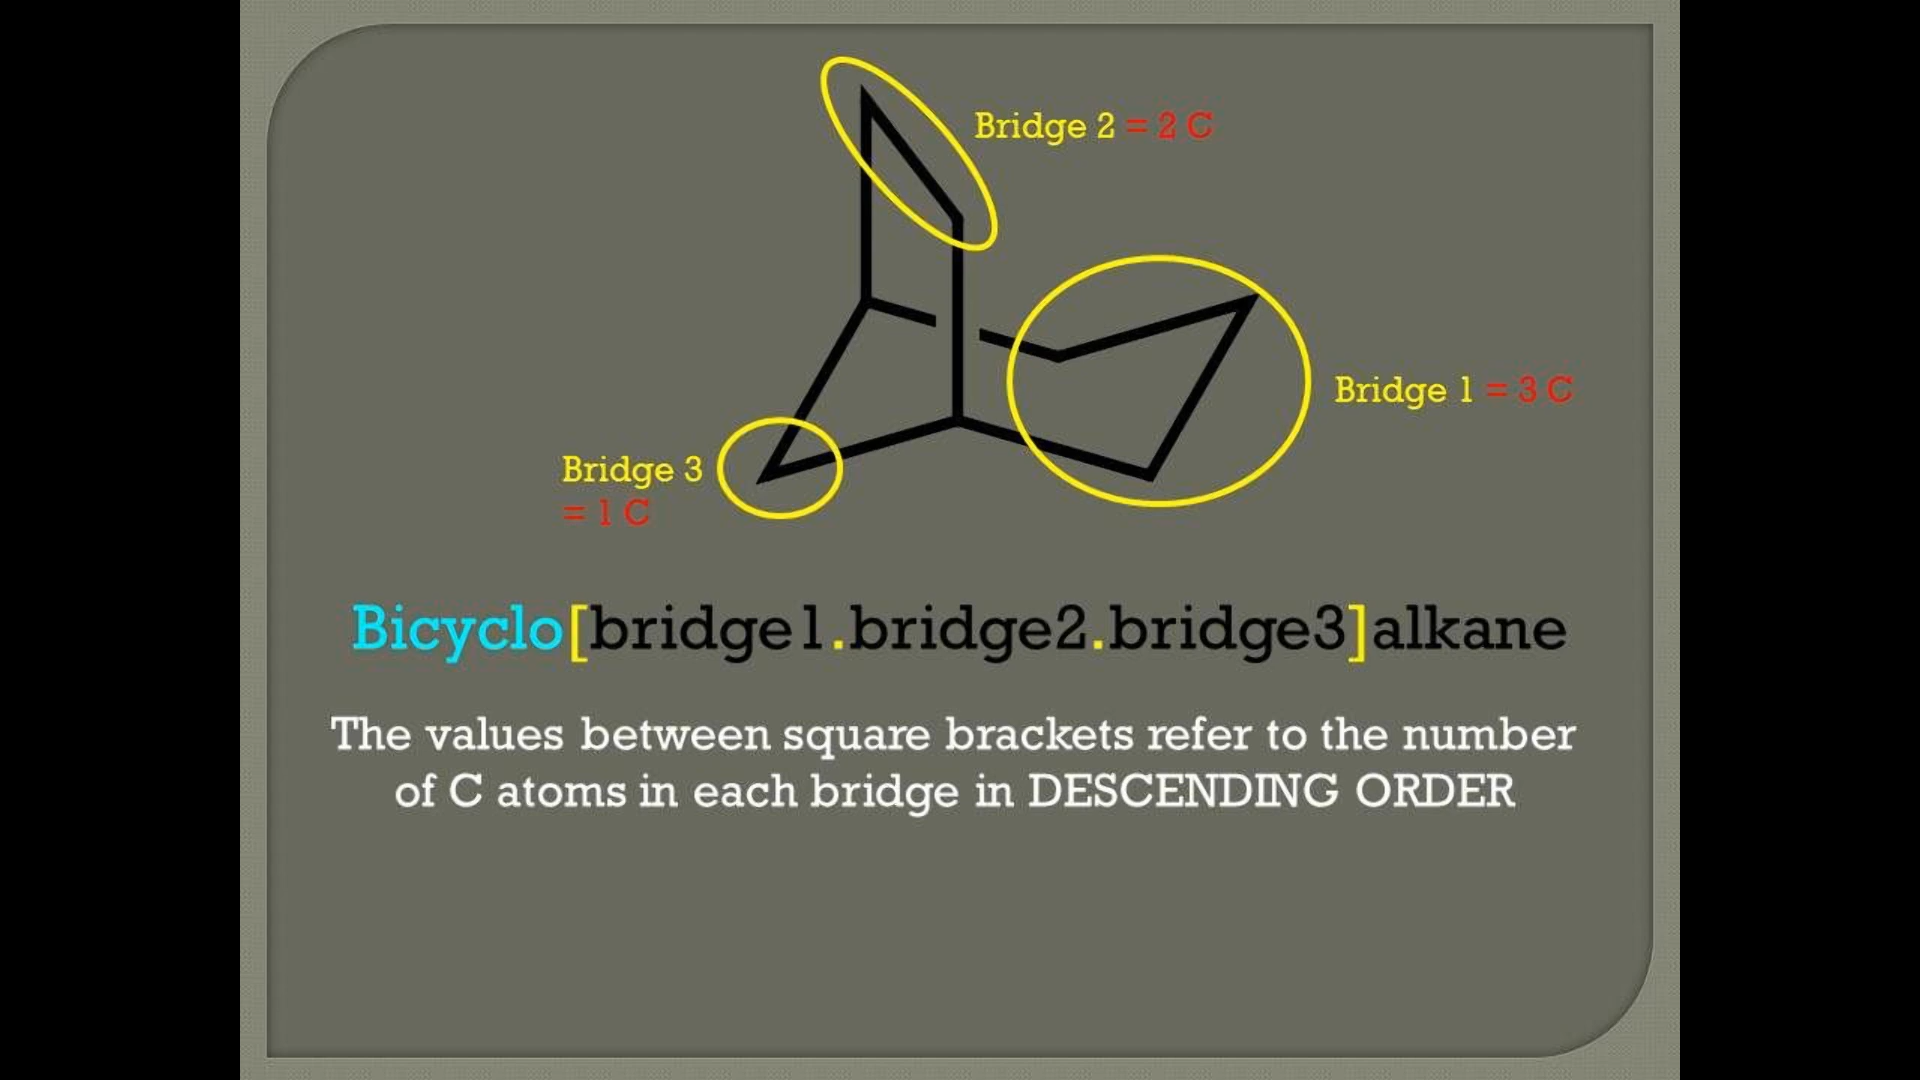 Bridge 2 = 2 C
Bridge 1 = 3 C
Bridge 3
= 1 C
Bicyclo[bridge1.bridge2.bridge3]alkane
The values between square brackets refer to the number
of C atoms in each bridge in DESCENDING ORDER